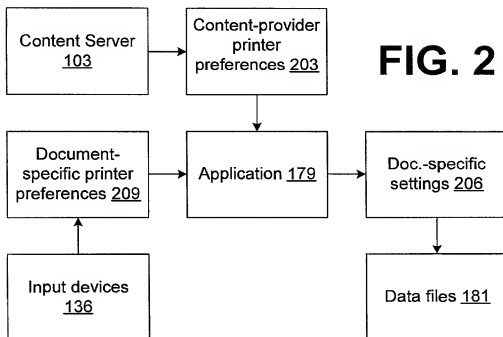 Content Server
103
Content-provider
printer
preferences 203
FIG. 2
Document-
specific printer
preferences 209
Application 179
Doc.-specific
settings 206
Input devices
136
Data files 181